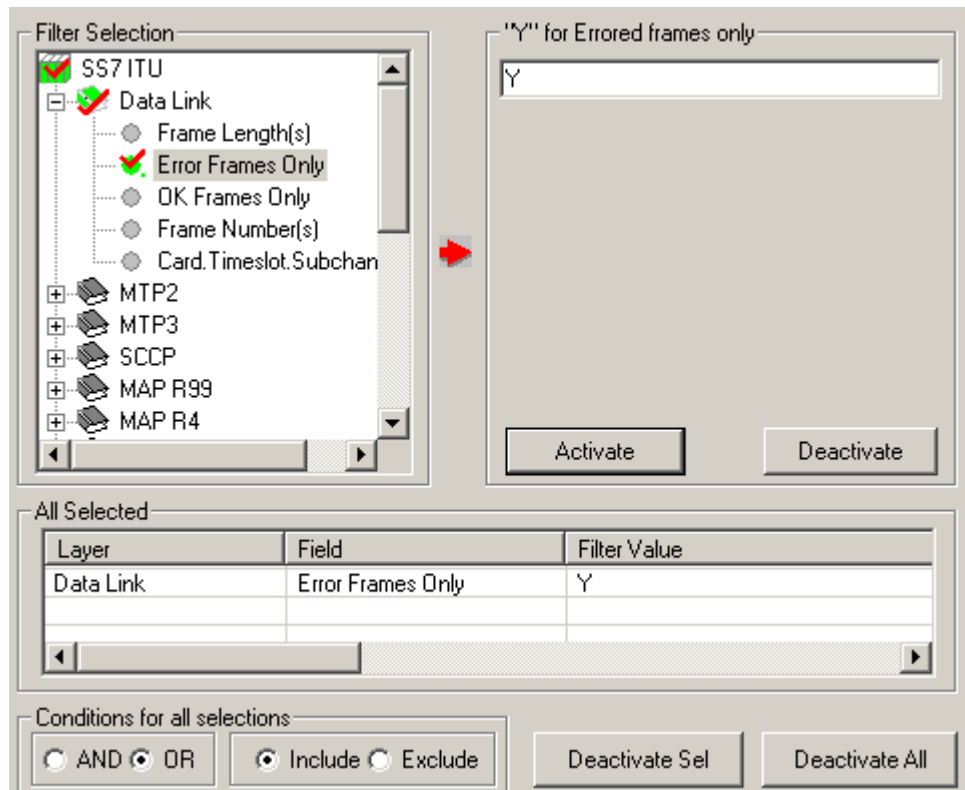 Filter Selection
SS7 ITU
Data Link
Frame Length(s)
Error Frames Only
OK Frames Only
Frame Number(s)
Card.Timeslot.Subchan
MTP2
MTP3
SCCP
MAP R99
MAP R4
"Y" for Errored frames only
Y
Activate Deactivate
All Selected
Layer Field Filter Value
Data Link Error Frames Only Y
Conditions for all selections
AND OR Include Exclude Deactivate Sel Deactivate All